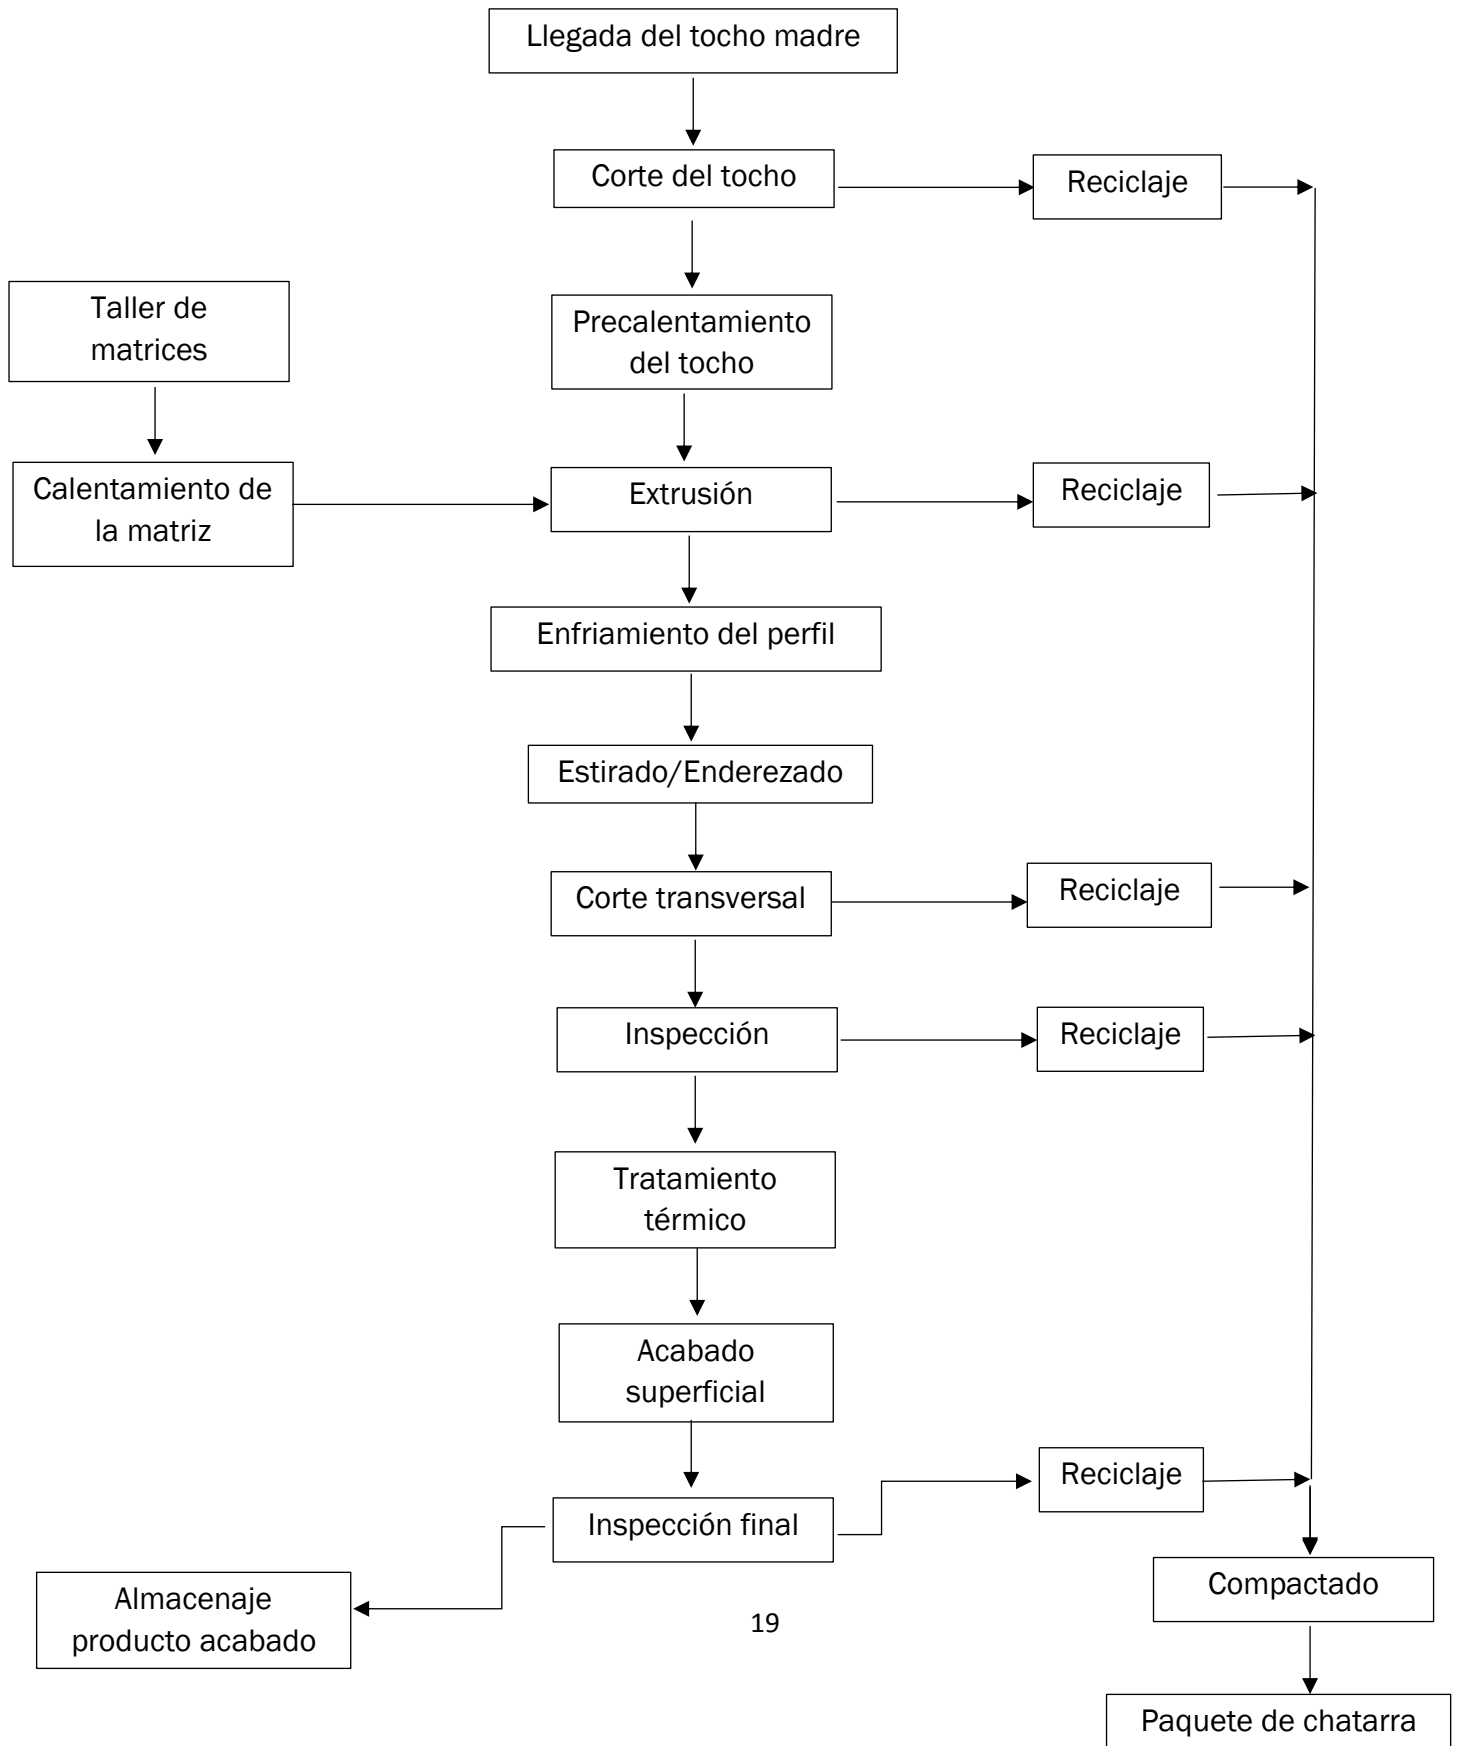 Llegada del tocho madre
Corte del tocho
Reciclaje
Taller de
matrices
Precalentamiento
del tocho
Calentamiento de
la matriz
Extrusión
Reciclaje
Enfriamiento del perfil
Estirado/Enderezado
Corte transversal
Reciclaje
Inspección
Reciclaje
Tratamiento
térmico
Acabado
superficial
Reciclaje
Inspección final
Almacenaje
producto acabado
Compactado
19
Paquete de chatarra